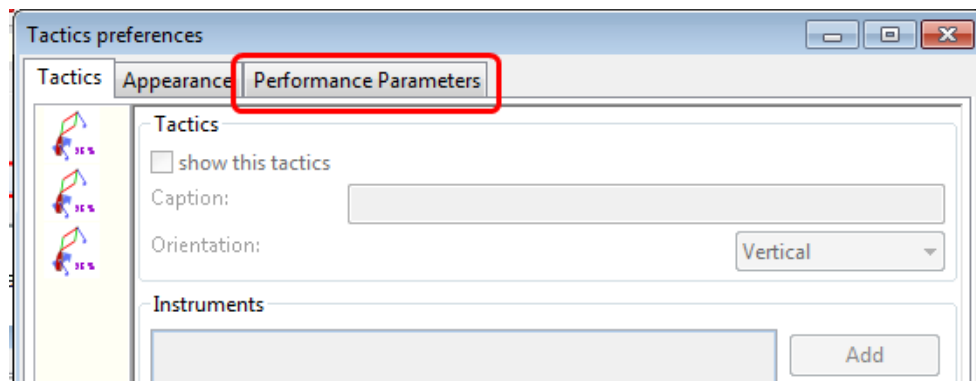 Tactics preferences
Tactics Appearance Performance Parameters
Tactics
show this tactics
Caption:
Orientation: Vertical
Instruments
Add